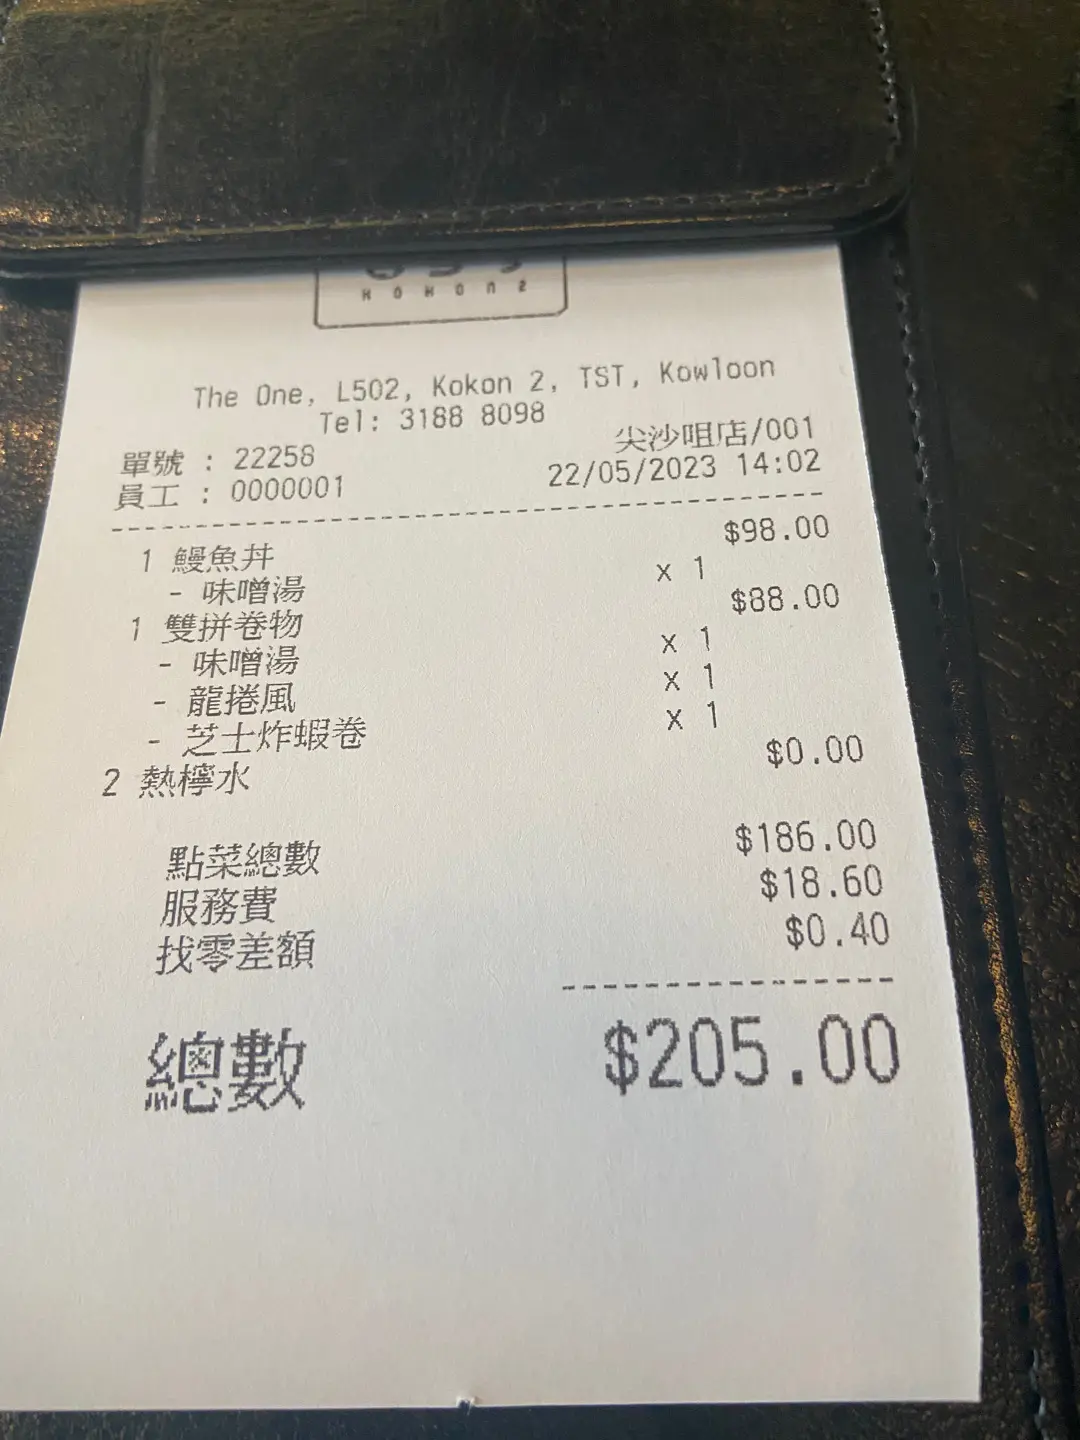 KOKON2
The One, L502, Kokon 2, TST, Kowloon
Tel: 3188 8098
單號 : 22258 尖沙咀店/001
員工 : 0000001 22/05/2023 14:02
1 鰻魚丼 $98.00
- 味噌湯 x 1
1 雙拼卷物 $88.00
- 味噌湯 x 1
- 龍捲風 x 1
- 芝士炸蝦卷 x 1
2 熱檸水 $0.00
點菜總數 $186.00
服務費 $18.60
找零差額 $0.40
總數 $205.00